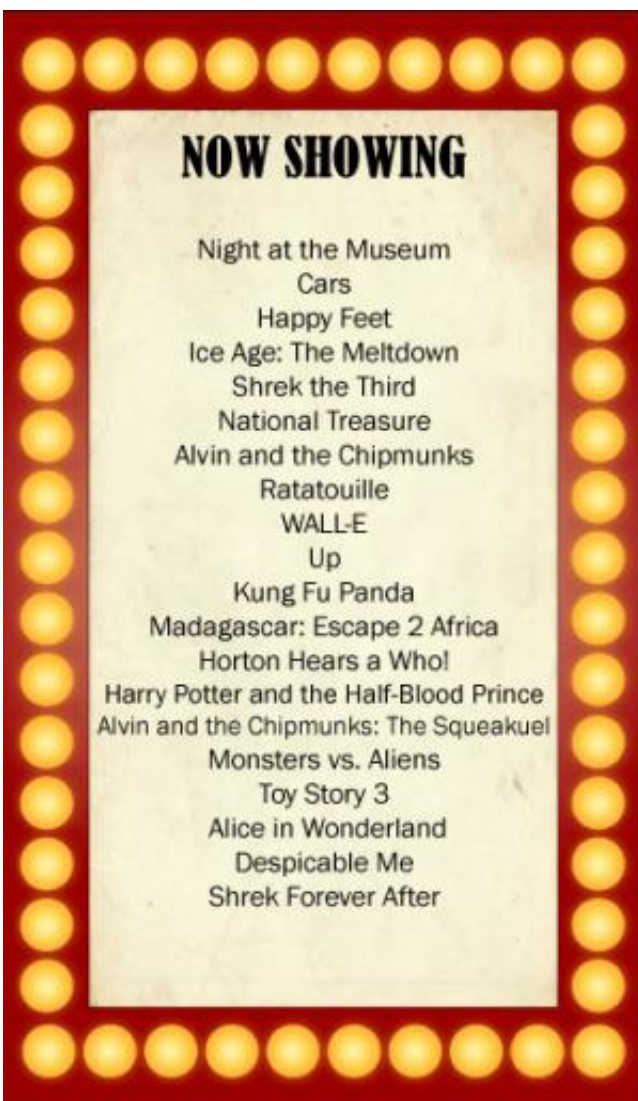 NOW SHOWING
Night at the Museum
Cars
Happy Feet
Ice Age: The Meltdown
Shrek the Third
National Treasure
Alvin and the Chipmunks
Ratatouille
WALL-E
Up
Kung Fu Panda
Madagascar: Escape 2 Africa
Horton Hears a Who!
Harry Potter and the Half-Blood Prince
Alvin and the Chipmunks: The Squeakuel
Monsters vs. Aliens
Toy Story 3
Alice in Wonderland
Despicable Me
Shrek Forever After